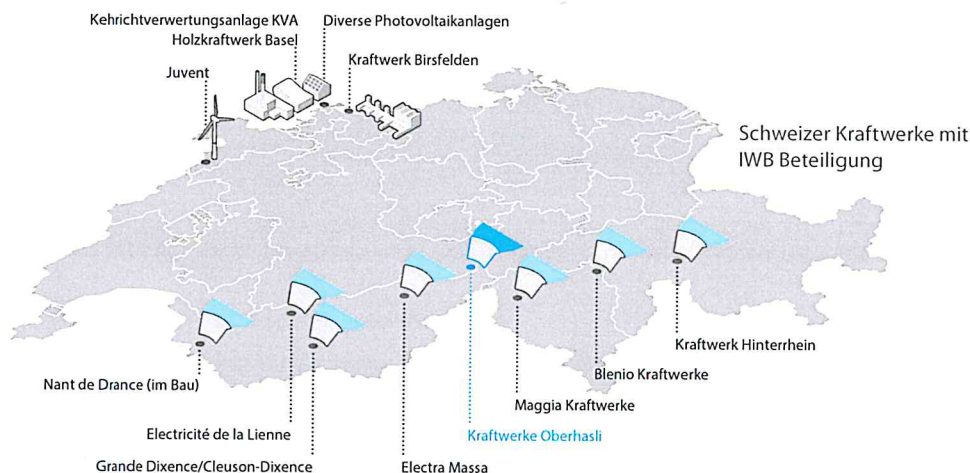 Kehrichtverwertungsanlage KVA
Holzkraftwerk Basel
Diverse Photovoltaikanlagen
Kraftwerk Birsfelden
Juvent
Schweizer Kraftwerke mit
IWB Beteiligung
Kraftwerk Hinterrhein
Blenio Kraftwerke
Nant de Drance (im Bau)
Maggia Kraftwerke
Electricité de la Lienne
Kraftwerke Oberhasli
Grande Dixence/Cleuson-Dixence
Electra Massa